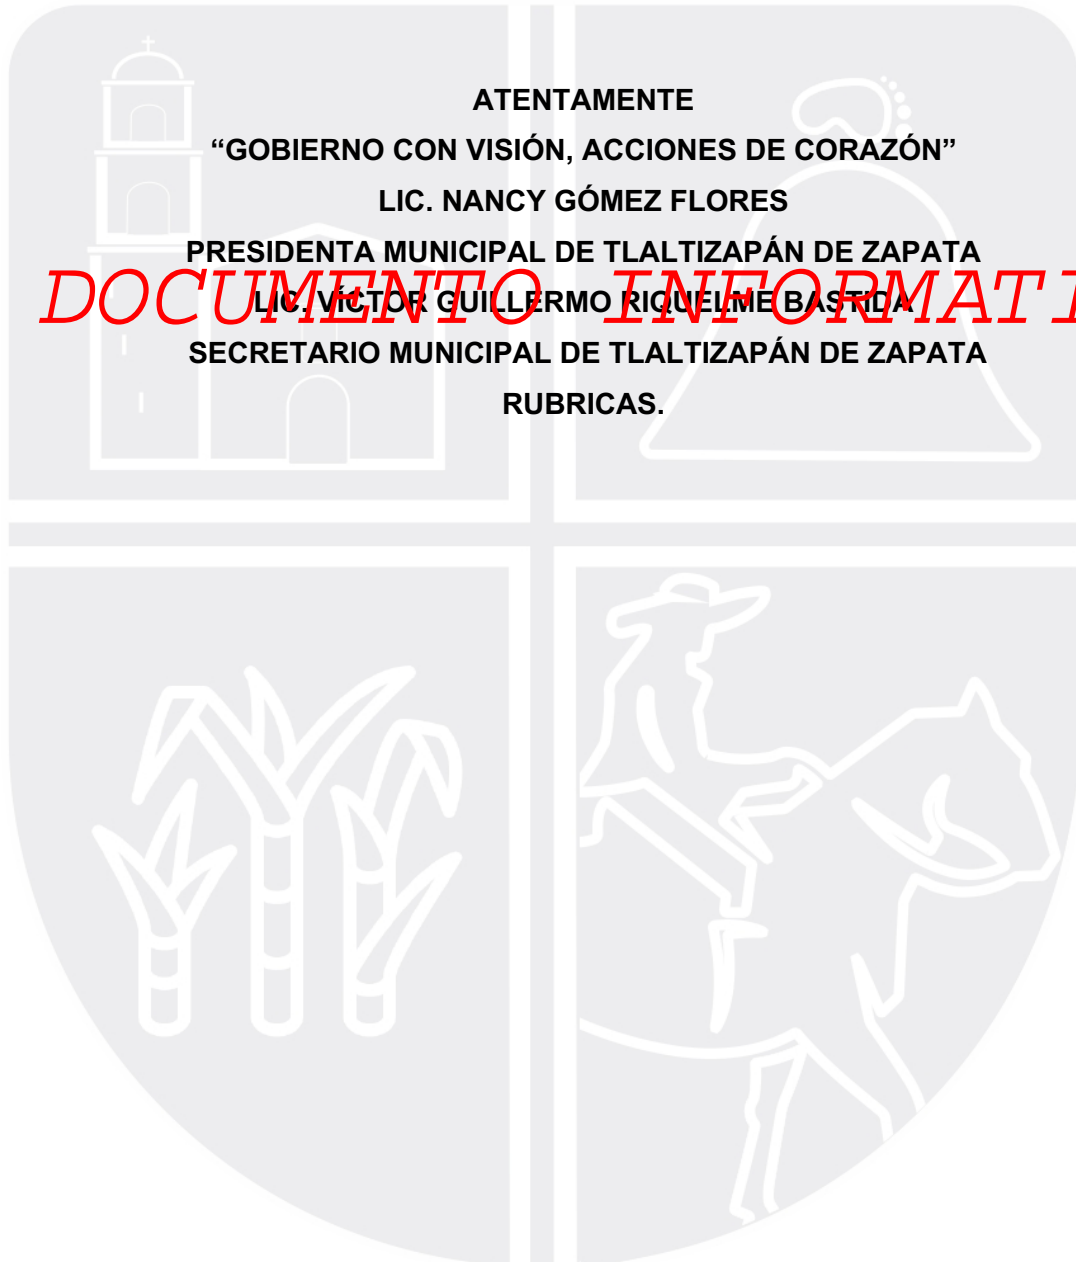 ATENTAMENTE
“GOBIERNO CON VISIÓN, ACCIONES DE CORAZÓN”
LIC. NANCY GÓMEZ FLORES
PRESIDENTA MUNICIPAL DE TLALTIZAPÁN DE ZAPATA
DOCUMENTO INFORMATI
LIC. VÍCTOR GUILLERMO RIQUELME BASTIDA
SECRETARIO MUNICIPAL DE TLALTIZAPÁN DE ZAPATA
RUBRICAS.